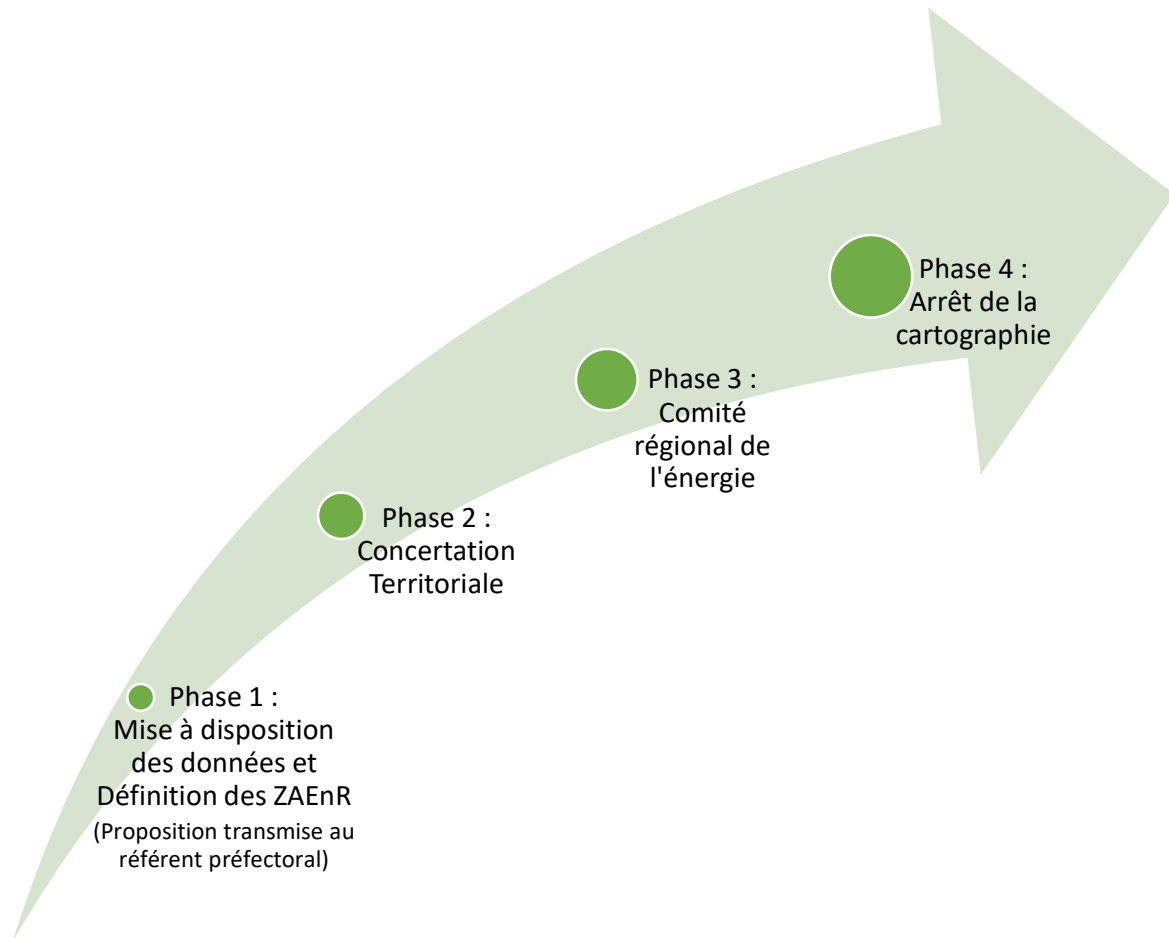 Phase 1 :
Mise à disposition
des données et
Définition des ZAEnR
(Proposition transmise au
référent préfectoral)
Phase 2 :
Concertation
Territoriale
Phase 3 :
Comité
régional de
l'énergie
Phase 4 :
Arrêt de la
cartographie